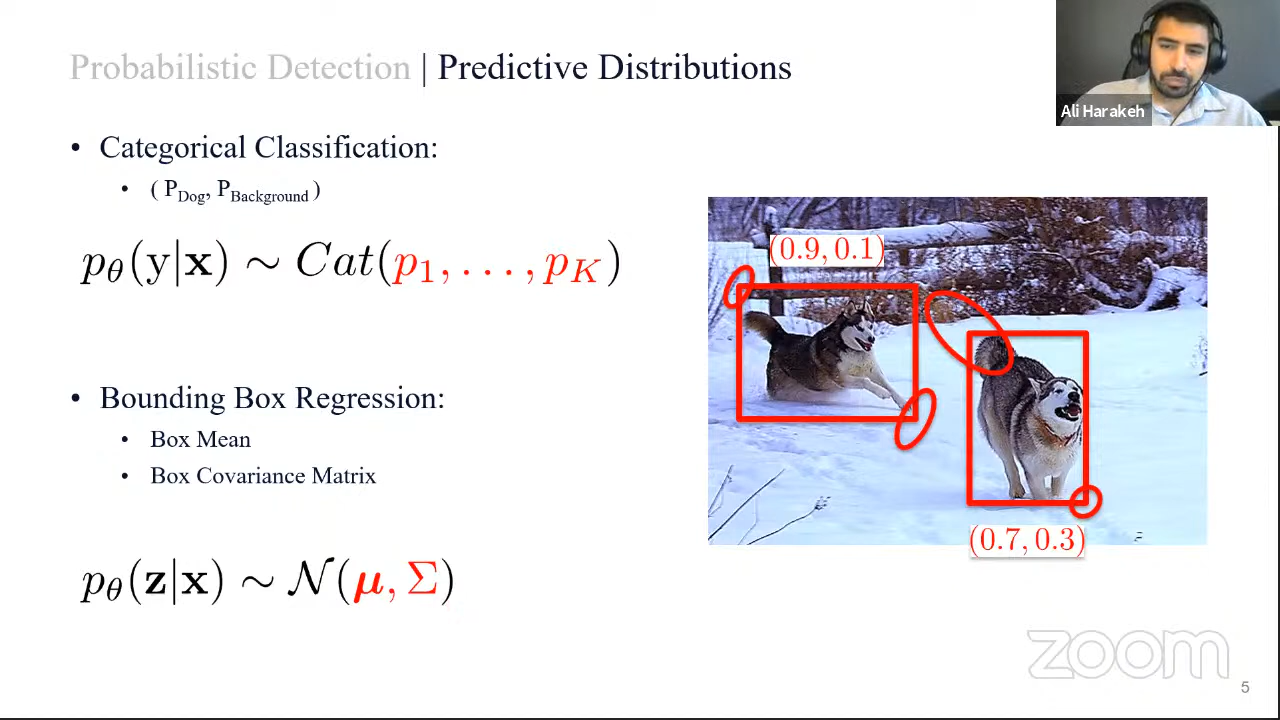 Probabilistic Detection | Predictive Distributions
Ali Harakeh
• Categorical Classification:
• ( P_Dog, P_Background )
p_θ(y|𝐱) ∼ Cat(p_1, . . . , p_K)
(0.9, 0.1)
• Bounding Box Regression:
• Box Mean
• Box Covariance Matrix
(0.7, 0.3)
p_θ(𝐳|𝐱) ∼ 𝒩(𝝁, Σ)
zoom
5